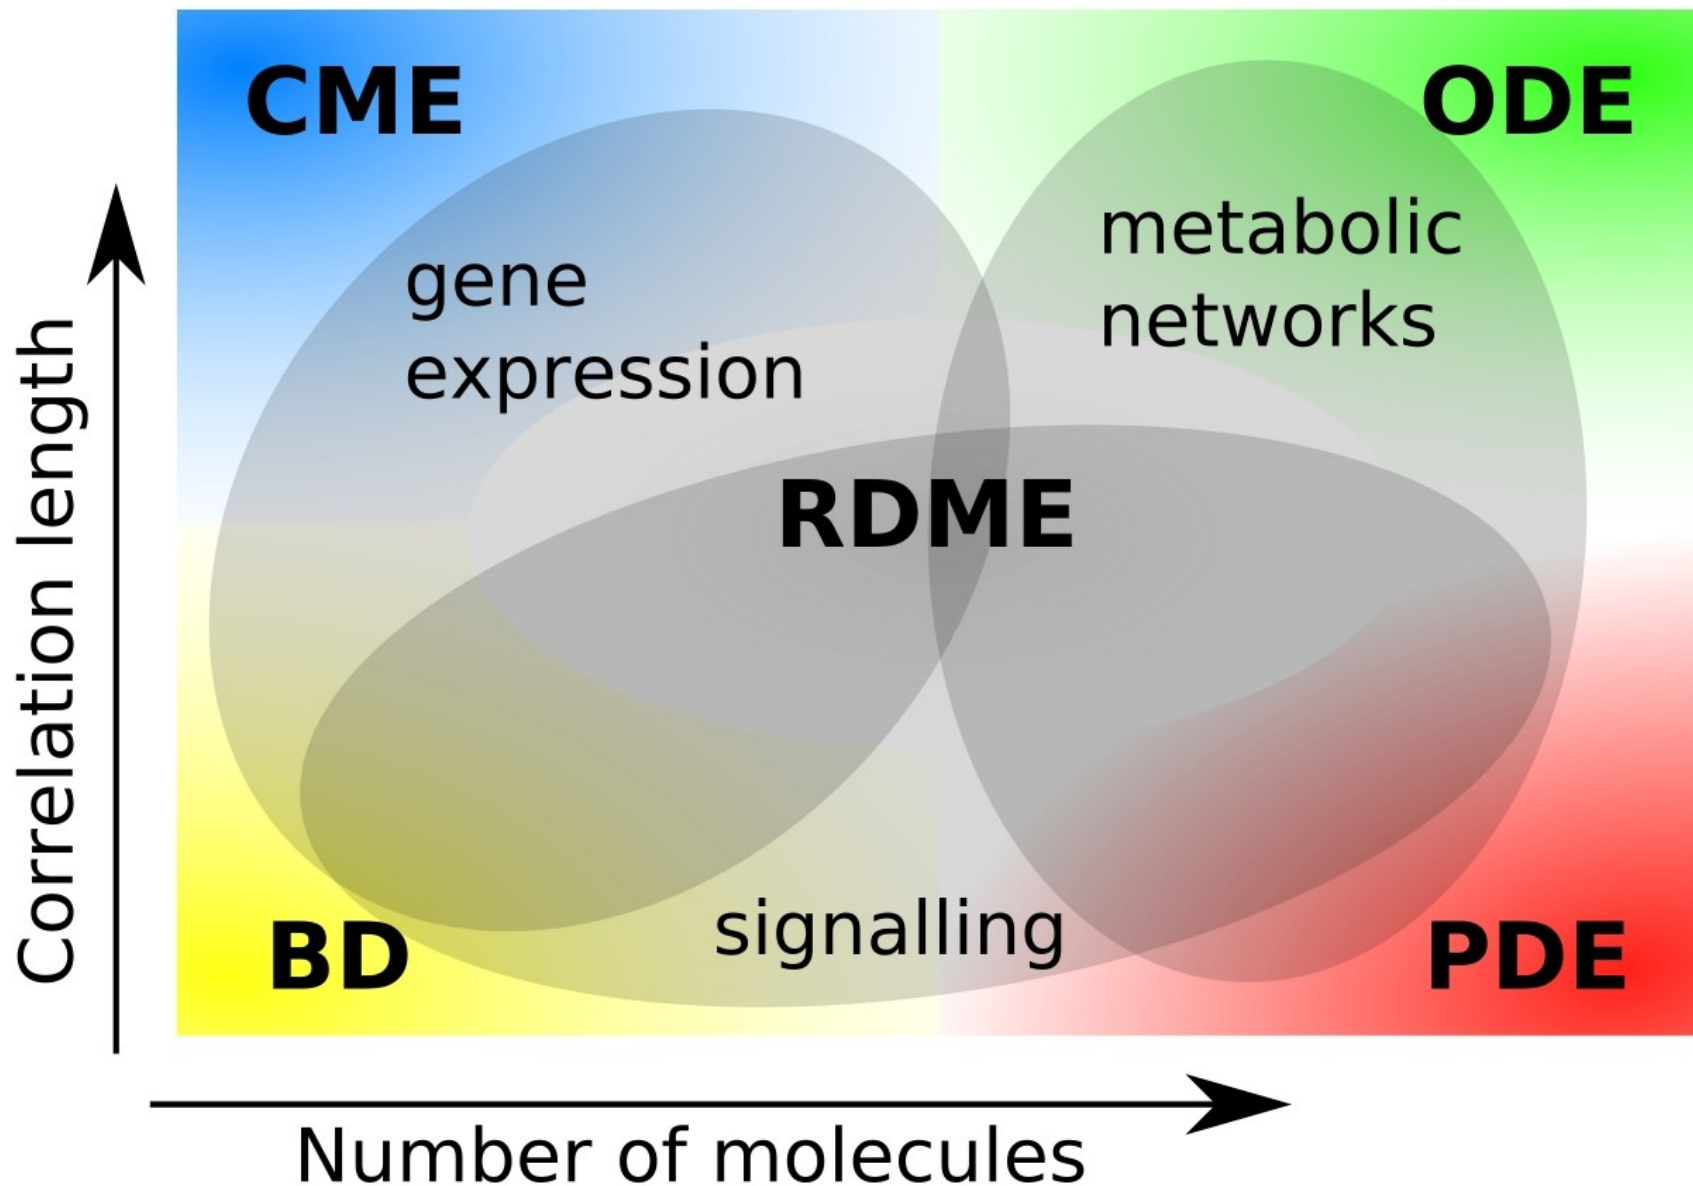 CME
ODE
gene
expression
metabolic
networks
RDME
BD
signalling
PDE
Correlation length
Number of molecules